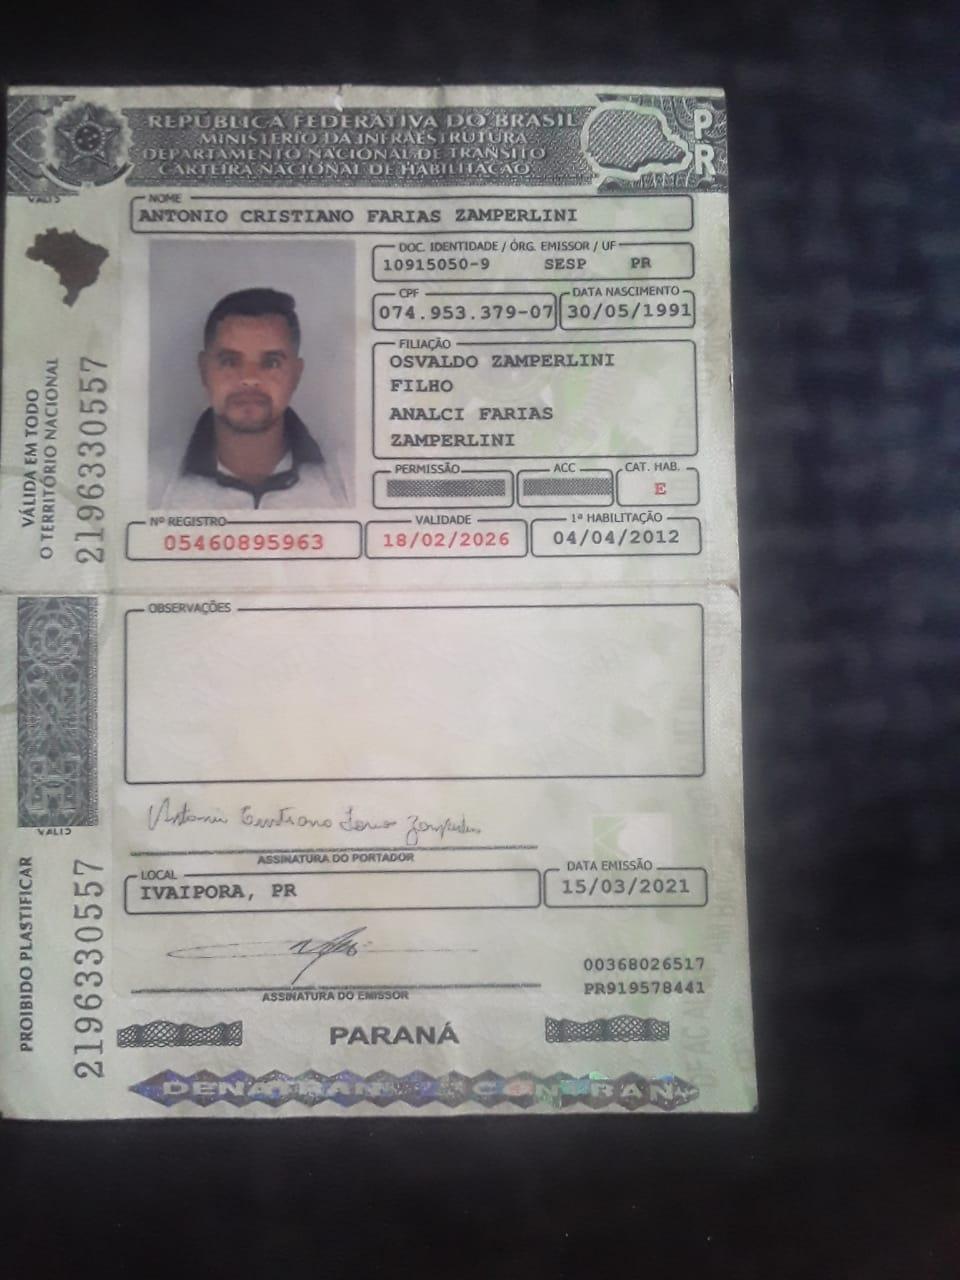 REPÚBLICA FEDERATIVA DO BRASIL
MINISTÉRIO DA INFRAESTRUTURA
DEPARTAMENTO NACIONAL DE TRÂNSITO
CARTEIRA NACIONAL DE HABILITAÇÃO
PR
NOME
ANTONIO CRISTIANO FARIAS ZAMPERLINI
DOC. IDENTIDADE / ÓRG. EMISSOR / UF
10915050-9 SESP PR
CPF
074.953.379-07
DATA NASCIMENTO
30/05/1991
FILIAÇÃO
OSVALDO ZAMPERLINI
FILHO
ANALCI FARIAS
ZAMPERLINI
PERMISSÃO
ACC
CAT. HAB.
E
Nº REGISTRO
05460895963
VALIDADE
18/02/2026
1ª HABILITAÇÃO
04/04/2012
VÁLIDA EM TODO
O TERRITÓRIO NACIONAL
2196330557
OBSERVAÇÕES
Antonio Cristiano Farias Zamperlini
ASSINATURA DO PORTADOR
LOCAL
IVAIPORA, PR
DATA EMISSÃO
15/03/2021
ASSINATURA DO EMISSOR
00368026517
PR919578441
PROIBIDO PLASTIFICAR
2196330557
PARANÁ
DENATRAN CONTRAN